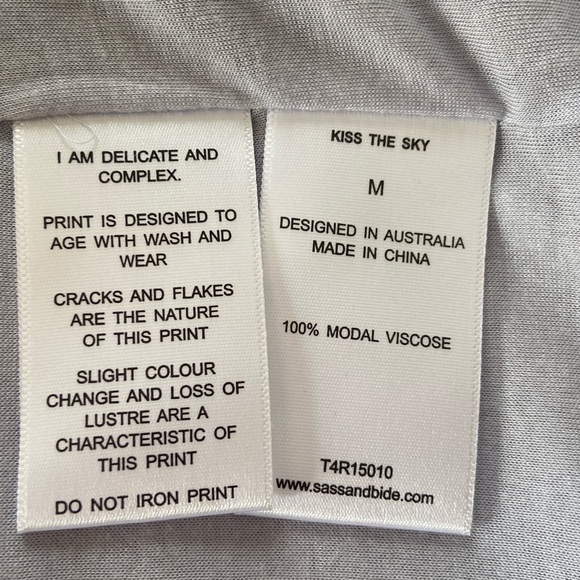 I AM DELICATE AND
COMPLEX.
PRINT IS DESIGNED TO
AGE WITH WASH AND
WEAR
CRACKS AND FLAKES
ARE THE NATURE
OF THIS PRINT
SLIGHT COLOUR
CHANGE AND LOSS OF
LUSTRE ARE A
CHARACTERISTIC OF
THIS PRINT
DO NOT IRON PRINT
KISS THE SKY
M
DESIGNED IN AUSTRALIA
MADE IN CHINA
100% MODAL VISCOSE
T4R15010
www.sassandbide.com